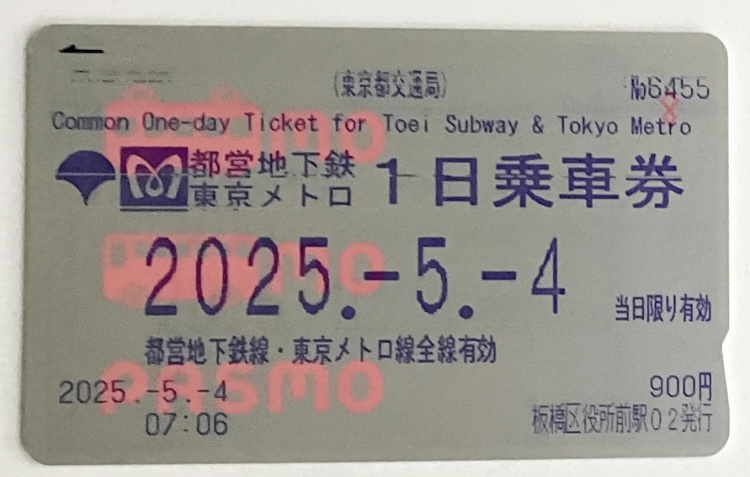 (東京都交通局)
№6455
Common One-day Ticket for Toei Subway & Tokyo Metro
都営地下鉄
東京メトロ
1日乗車券
2025.-5.-4
当日限り有効
都営地下鉄線・東京メトロ線全線有効
2025.-5.-4
900円
07:06
板橋区役所前駅02発行
PASMO